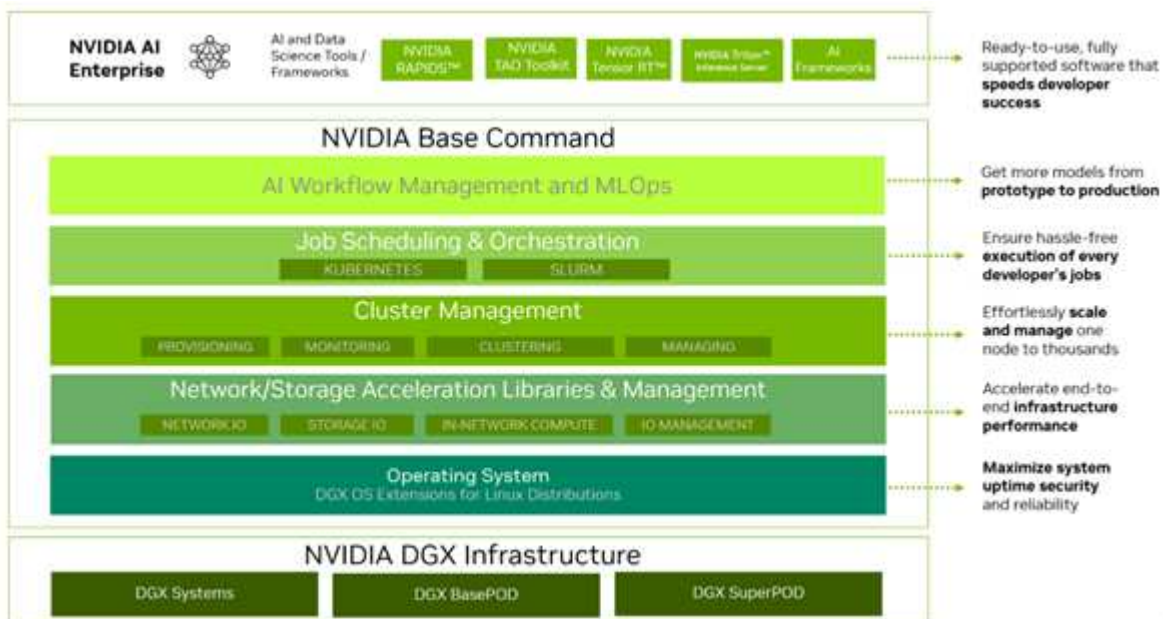 NVIDIA AI
Enterprise
AI and Data
Science Tools /
Frameworks
NVIDIA
RAPIDS™
NVIDIA
TAO Toolkit
NVIDIA
Tensor RT™
NVIDIA Triton™
Inference Server
AI
Frameworks
Ready-to-use, fully
supported software that
speeds developer
success
NVIDIA Base Command
AI Workflow Management and MLOps
Get more models from
prototype to production
Job Scheduling & Orchestration
KUBERNETES
SLURM
Ensure hassle-free
execution of every
developer's jobs
Cluster Management
PROVISIONING
MONITORING
CLUSTERING
MANAGING
Effortlessly scale
and manage one
node to thousands
Network/Storage Acceleration Libraries & Management
NETWORK IO
STORAGE IO
IN-NETWORK COMPUTE
IO MANAGEMENT
Accelerate end-to-
end infrastructure
performance
Operating System
DGX OS Extensions for Linux Distributions
Maximize system
uptime security
and reliability
NVIDIA DGX Infrastructure
DGX Systems
DGX BasePOD
DGX SuperPOD